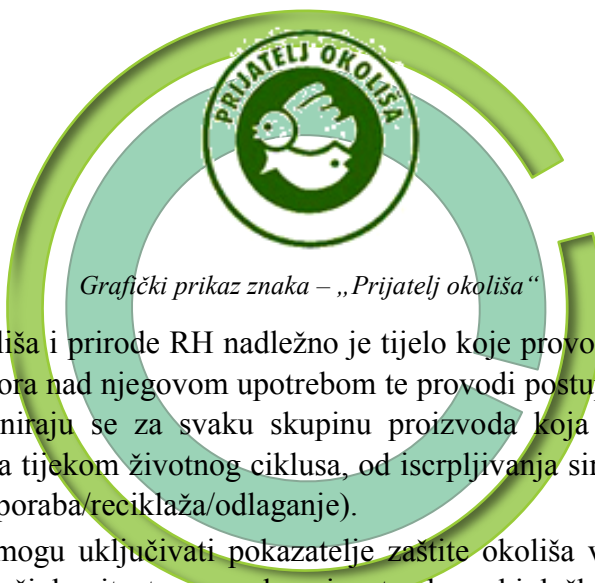 PRIJATELJ OKOLIŠA
Grafički prikaz znaka – „Prijatelj okoliša“
liša i prirode RH nadležno je tijelo koje provo
ora nad njegovom upotrebom te provodi postup
niraju se za svaku skupinu proizvoda koja
a tijekom životnog ciklusa, od iscrpljivanja sir
poraba/reciklaža/odlaganje).
mogu uključivati pokazatelje zaštite okoliša v